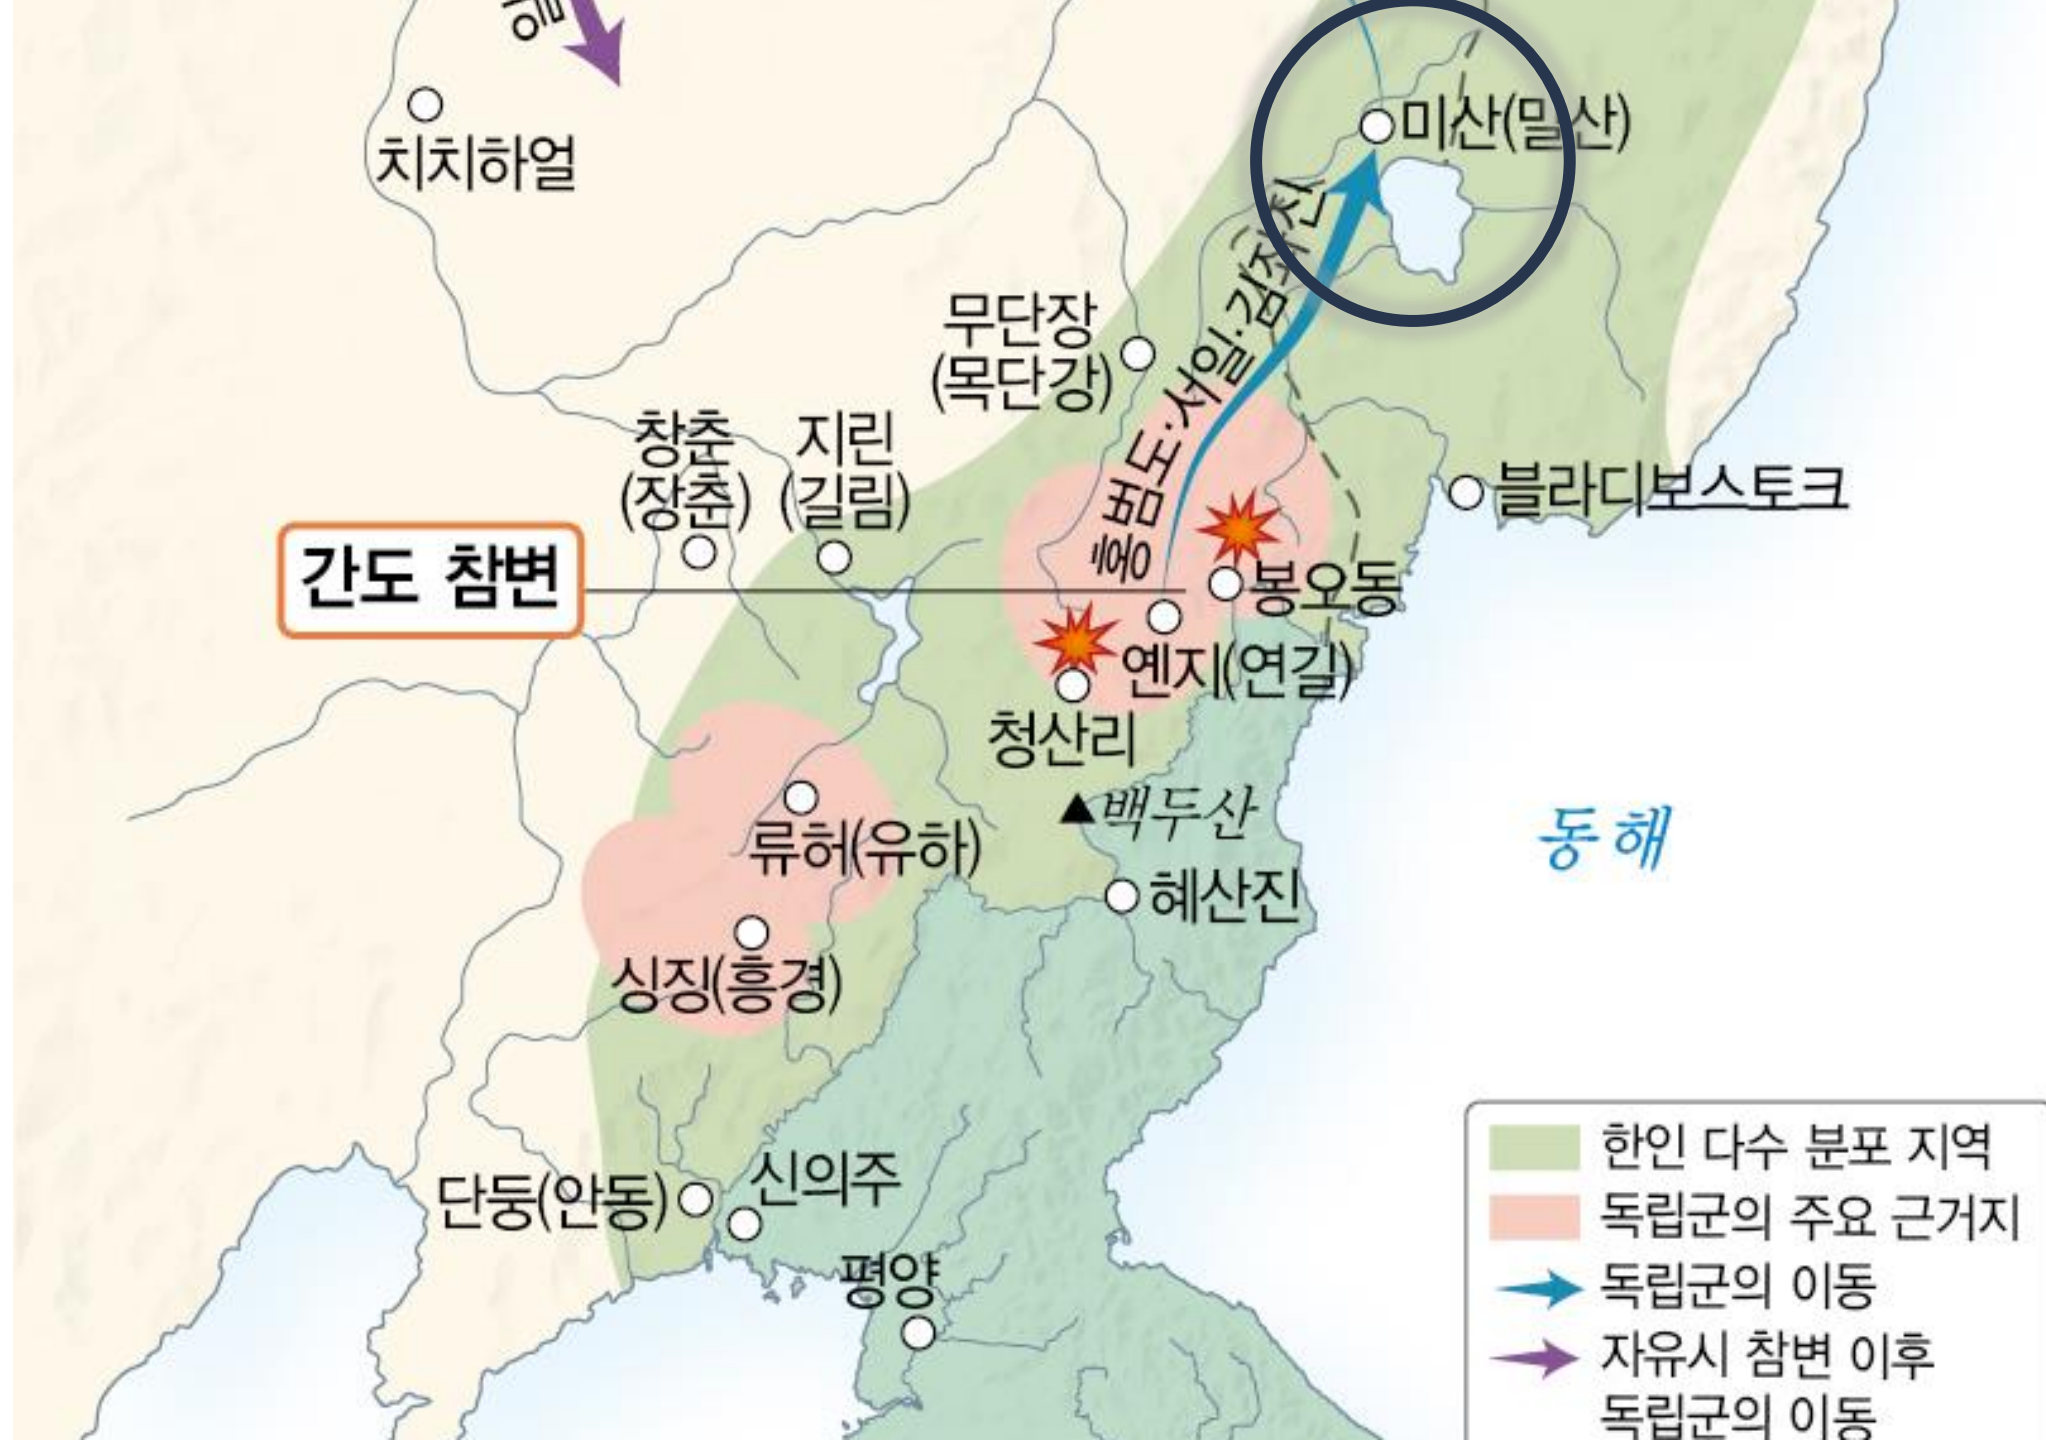 치치하얼
미산(밀산)
홍범도·서일·김좌진
무단장
(목단강)
창춘
(장춘)
지린
(길림)
블라디보스토크
간도 참변
봉오동
옌지(연길)
청산리
백두산
류허(유하)
혜산진
동해
싱징(흥경)
단둥(안동)
신의주
평양
한인 다수 분포 지역
독립군의 주요 근거지
독립군의 이동
자유시 참변 이후
독립군의 이동